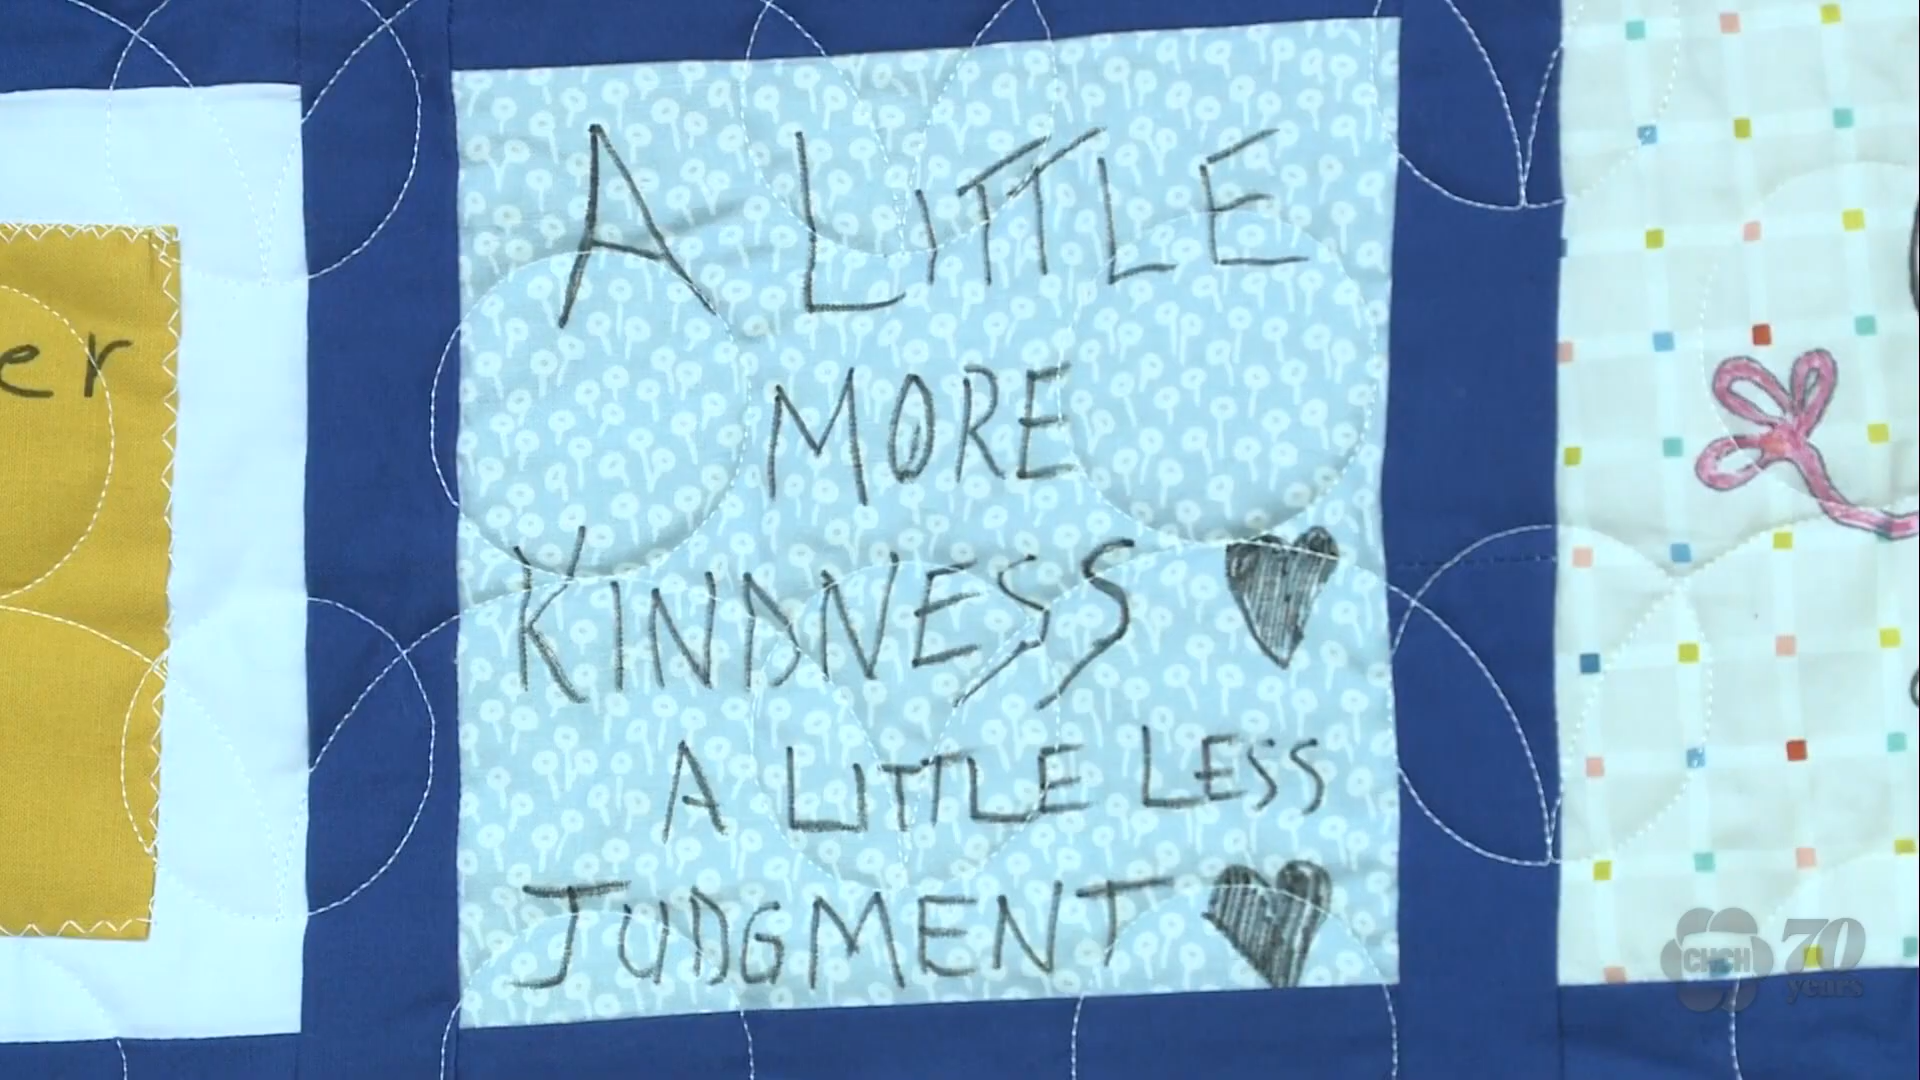 er
A LITTLE
MORE
KINDNESS
A LITTLE LESS
JUDGMENT
CHCH 70
years